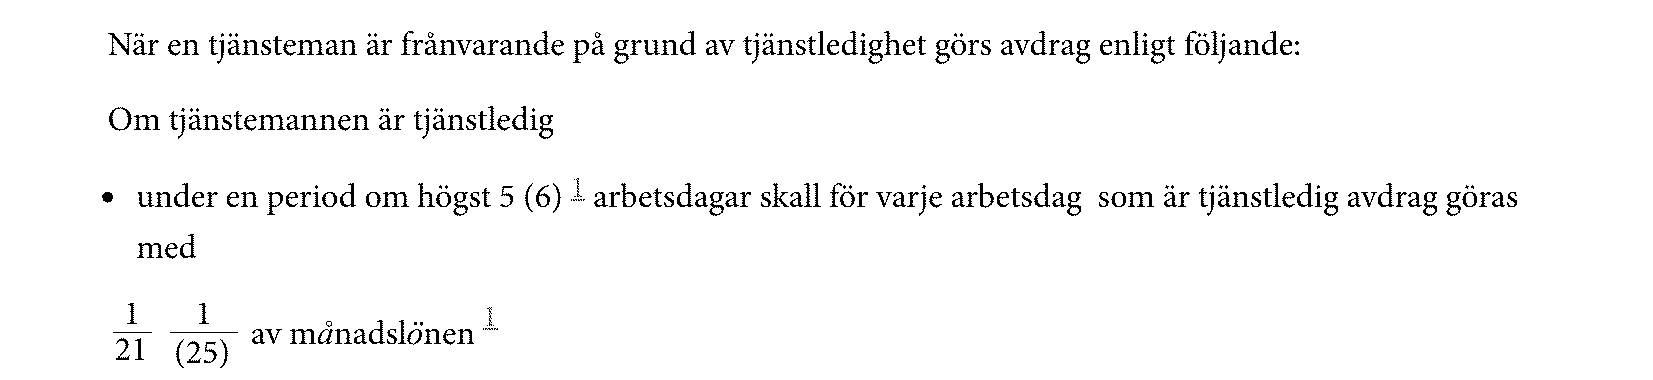 När en tjänsteman är frånvarande på grund av tjänstledighet görs avdrag enligt följande:
Om tjänstemannen är tjänstledig
• under en period om högst 5 (6) 1 arbetsdagar skall för varje arbetsdag som är tjänstledig avdrag göras
med
1/21 1/(25) av månadslönen 1